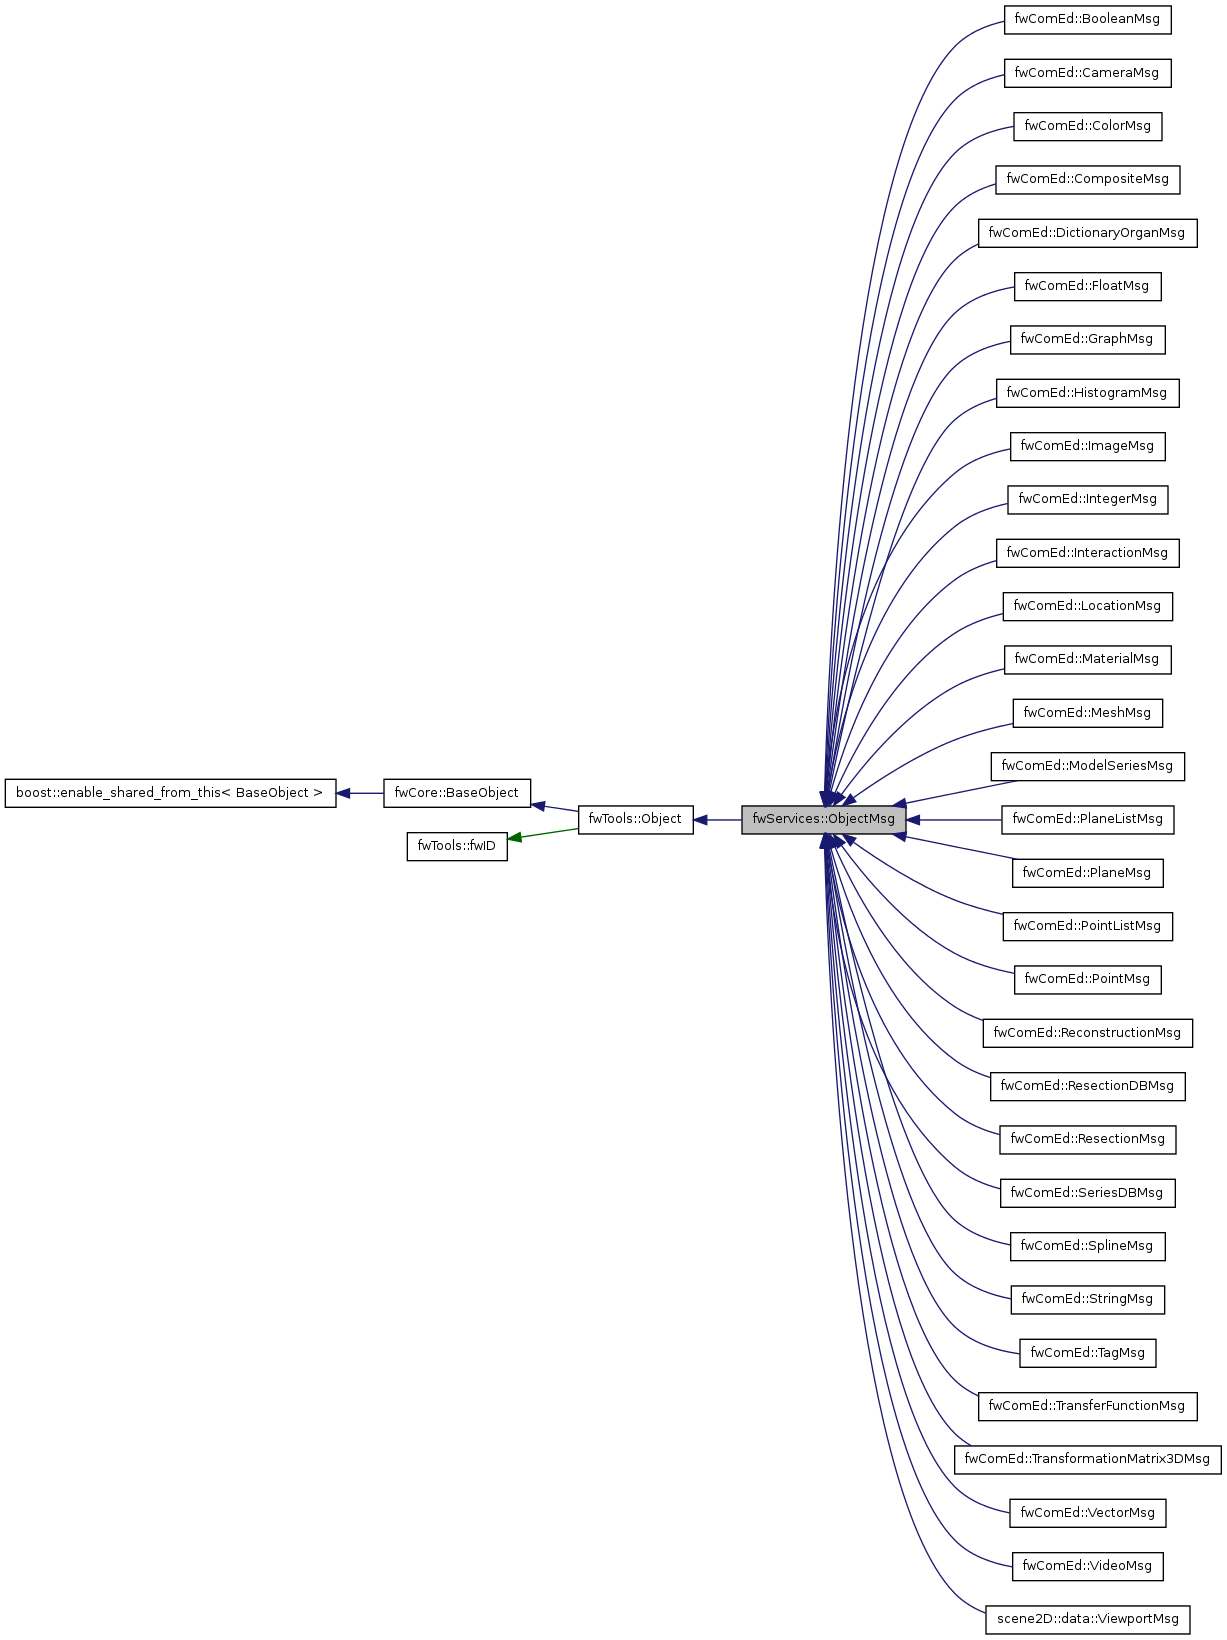 fwComEd::BooleanMsg
fwComEd::CameraMsg
fwComEd::ColorMsg
fwComEd::CompositeMsg
fwComEd::DictionaryOrganMsg
fwComEd::FloatMsg
fwComEd::GraphMsg
fwComEd::HistogramMsg
fwComEd::ImageMsg
fwComEd::IntegerMsg
fwComEd::InteractionMsg
fwComEd::LocationMsg
fwComEd::MaterialMsg
fwComEd::MeshMsg
fwComEd::ModelSeriesMsg
boost::enable_shared_from_this< BaseObject >
fwCore::BaseObject
fwTools::Object
fwServices::ObjectMsg
fwComEd::PlaneListMsg
fwTools::fwID
fwComEd::PlaneMsg
fwComEd::PointListMsg
fwComEd::PointMsg
fwComEd::ReconstructionMsg
fwComEd::ResectionDBMsg
fwComEd::ResectionMsg
fwComEd::SeriesDBMsg
fwComEd::SplineMsg
fwComEd::StringMsg
fwComEd::TagMsg
fwComEd::TransferFunctionMsg
fwComEd::TransformationMatrix3DMsg
fwComEd::VectorMsg
fwComEd::VideoMsg
scene2D::data::ViewportMsg